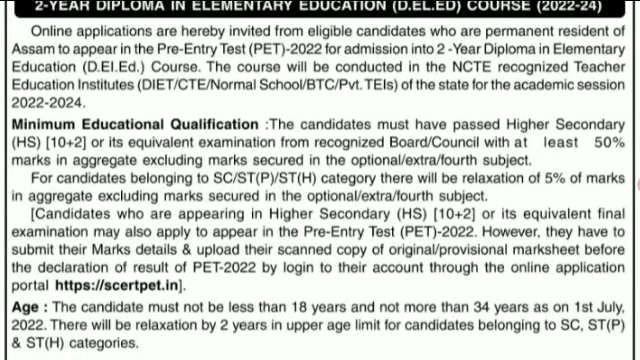 2-YEAR DIPLOMA IN ELEMENTARY EDUCATION (D.EL.ED) COURSE (2022-24)
Online applications are hereby invited from eligible candidates who are permanent resident of
Assam to appear in the Pre-Entry Test (PET)-2022 for admission into 2 -Year Diploma in Elementary
Education (D.El.Ed.) Course. The course will be conducted in the NCTE recognized Teacher
Education Institutes (DIET/CTE/Normal School/BTC/Pvt. TEIs) of the state for the academic session
2022-2024.
Minimum Educational Qualification :The candidates must have passed Higher Secondary
(HS) [10+2] or its equivalent examination from recognized Board/Council with at least 50%
marks in aggregate excluding marks secured in the optional/extra/fourth subject.
For candidates belonging to SC/ST(P)/ST(H) category there will be relaxation of 5% of marks
in aggregate excluding marks secured in the optional/extra/fourth subject.
[Candidates who are appearing in Higher Secondary (HS) [10+2] or its equivalent final
examination may also apply to appear in the Pre-Entry Test (PET)-2022. However, they have to
submit their Marks details & upload their scanned copy of original/provisional marksheet before
the declaration of result of PET-2022 by login to their account through the online application
portal https://scertpet.in].
Age : The candidate must not be less than 18 years and not more than 34 years as on 1st July,
2022. There will be relaxation by 2 years in upper age limit for candidates belonging to SC, ST(P)
& ST(H) categories.